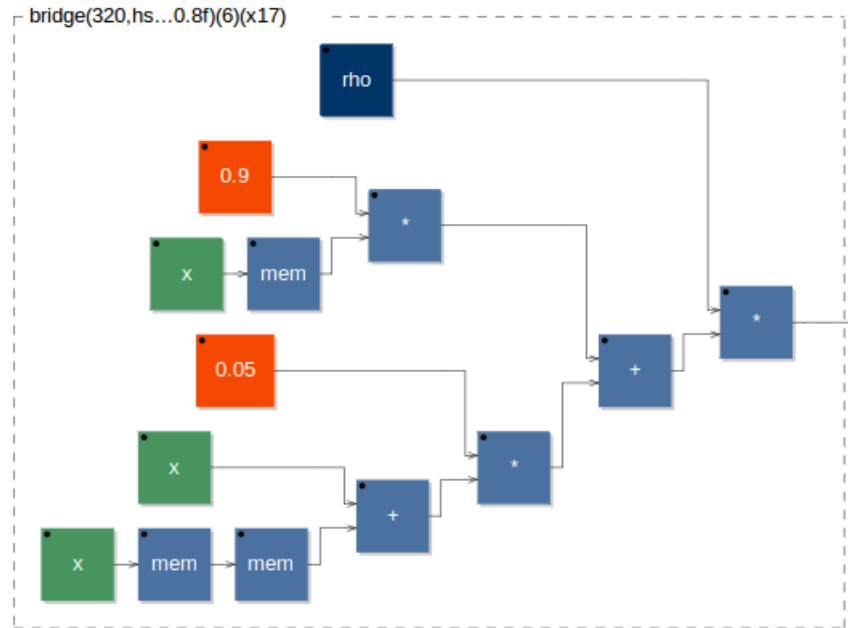 bridge(320,hs...0.8f)(6)(x17)
rho
0.9
*
x
mem
*
0.05
+
x
*
+
x
mem
mem